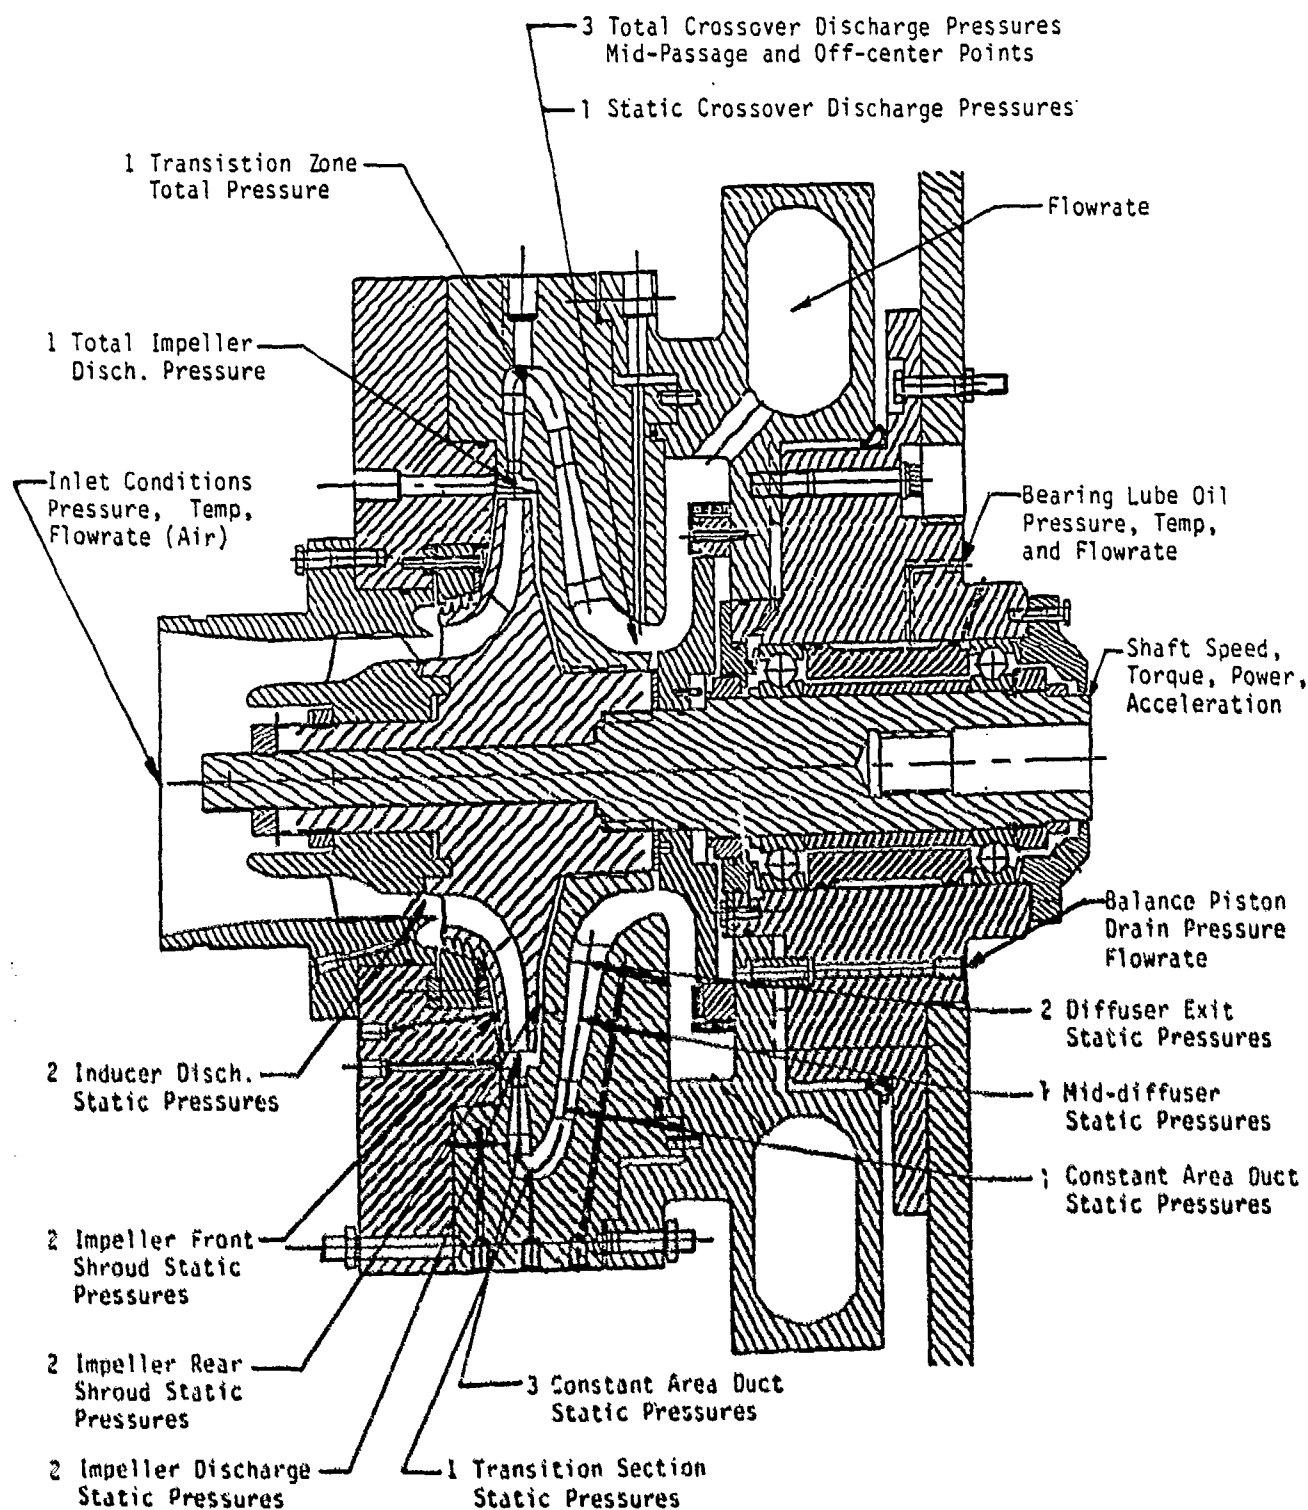 3 Total Crossover Discharge Pressures
Mid-Passage and Off-center Points
1 Static Crossover Discharge Pressures
1 Transistion Zone
Total Pressure
Flowrate
1 Total Impeller
Disch. Pressure
Inlet Conditions
Pressure, Temp,
Flowrate (Air)
Bearing Lube Oil
Pressure, Temp,
and Flowrate
Shaft Speed,
Torque, Power,
Acceleration
Balance Piston
Drain Pressure
Flowrate
2 Diffuser Exit
Static Pressures
2 Inducer Disch.
Static Pressures
Mid-diffuser
Static Pressures
Constant Area Duct
Static Pressures
2 Impeller Front
Shroud Static
Pressures
2 Impeller Rear
Shroud Static
Pressures
3 Constant Area Duct
Static Pressures
2 Impeller Discharge
Static Pressures
1 Transition Section
Static Pressures